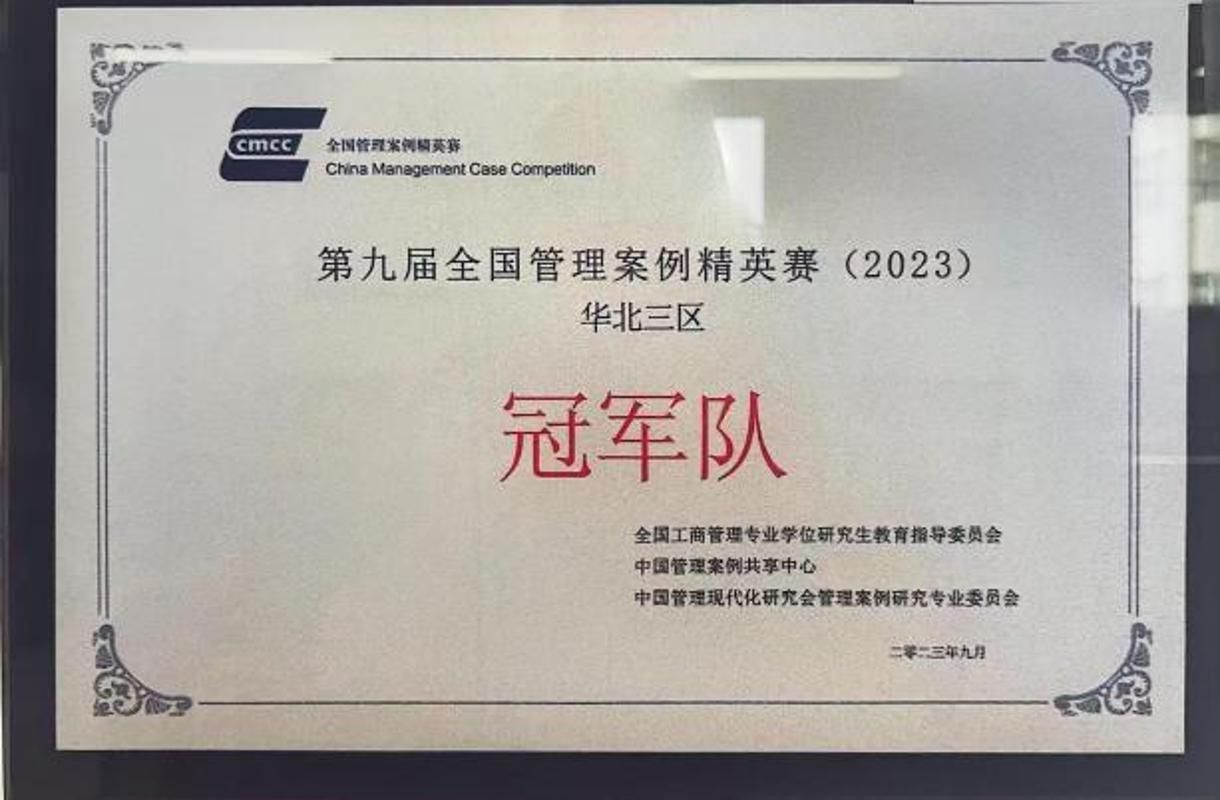 cmcc
全国管理案例精英赛
China Management Case Competition
第九届全国管理案例精英赛（2023）
华北三区
冠军队
全国工商管理专业学位研究生教育指导委员会
中国管理案例共享中心
中国管理现代化研究会管理案例研究专业委员会
二零二三年九月